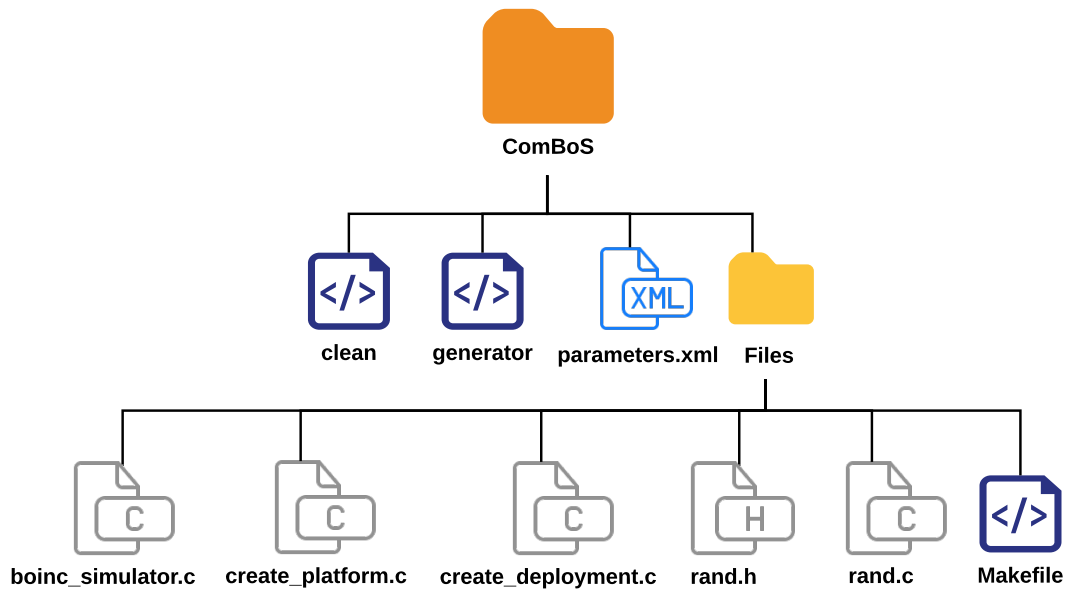 ComBoS
</> </> XML
clean generator parameters.xml Files
C C C H C </>
boinc_simulator.c create_platform.c create_deployment.c rand.h rand.c Makefile